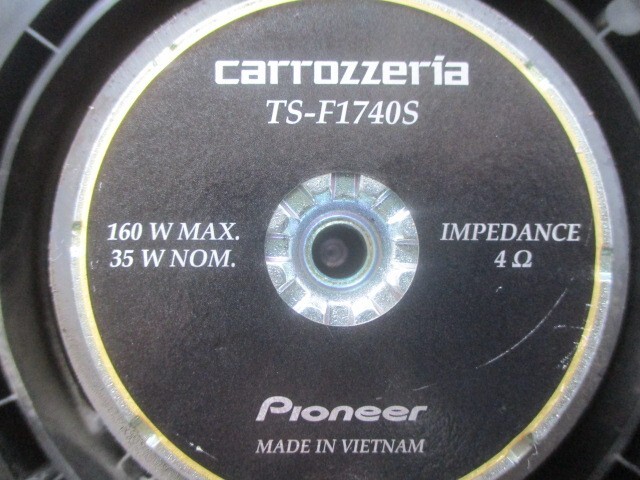 carrozzeria
TS-F1740S
160 W MAX.
35 W NOM.
IMPEDANCE
4 Ω
Pioneer
MADE IN VIETNAM